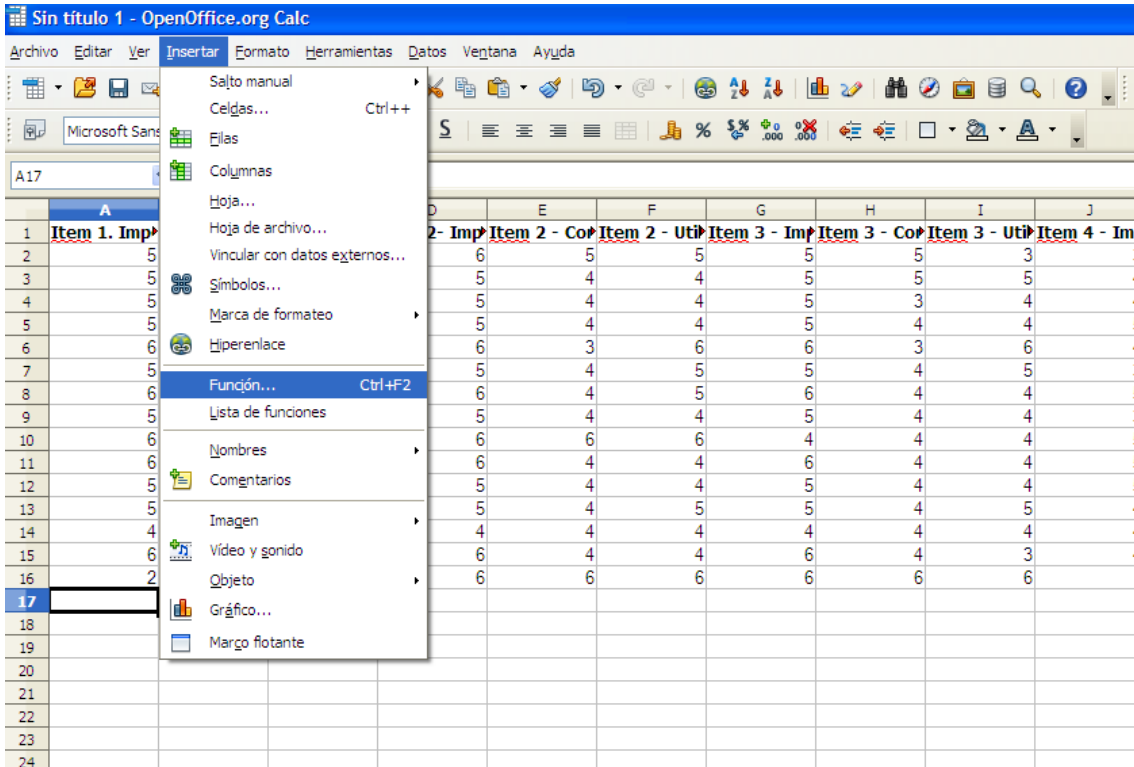 Sin título 1 - OpenOffice.org Calc
Archivo Editar Ver Insertar Formato Herramientas Datos Ventana Ayuda
Salto manual
Celdas... Ctrl++
Filas
Columnas
Hoja...
Hoja de archivo...
Vincular con datos externos...
Símbolos...
Marca de formateo
Hiperenlace
Función... Ctrl+F2
Lista de funciones
Nombres
Comentarios
Imagen
Vídeo y sonido
Objeto
Gráfico...
Marco flotante
Microsoft Sans
A17
A D E F G H I J
1 Item 1. Imp 2- Imp Item 2 - Cor Item 2 - Uti Item 3 - Imp Item 3 - Cor Item 3 - Uti Item 4 - Im
2 5 6 5 5 5 5 3
3 5 5 4 4 5 5 5
4 5 5 4 4 5 3 4
5 5 5 4 4 5 4 4
6 6 6 3 6 6 3 6
7 5 5 4 5 5 4 5
8 6 6 4 5 6 4 4
9 5 5 4 4 5 4 4
10 6 6 6 6 4 4 4
11 6 6 4 4 6 4 4
12 5 5 4 4 5 4 4
13 5 5 4 5 5 4 5
14 4 4 4 4 4 4 4
15 6 6 4 4 6 4 3
16 2 6 6 6 6 6 6
17
18
19
20
21
22
23
24